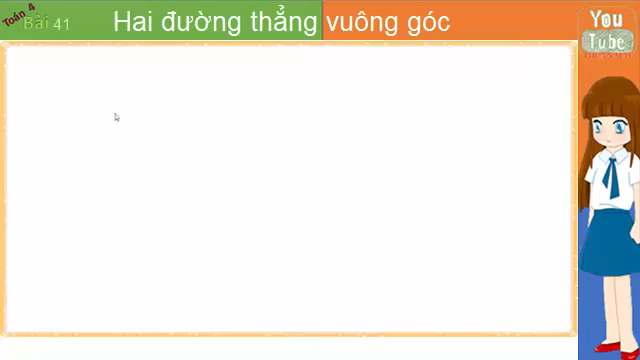 Toán 4
Bài 41
Hai đường thẳng vuông góc
You
Tube